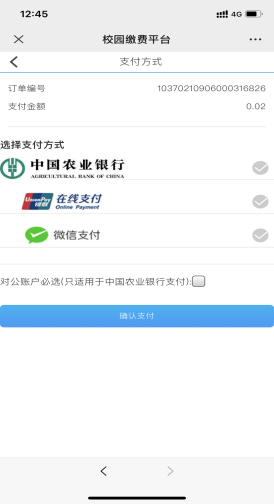 12:45
4G
校园缴费平台
支付方式
订单编号 10370210906000316826
支付金额 0.02
选择支付方式
中国农业银行
AGRICULTURAL BANK OF CHINA
UnionPay 银联 在线支付
Online Payment
微信支付
对公账户必选(只适用于中国农业银行支付):
确认支付